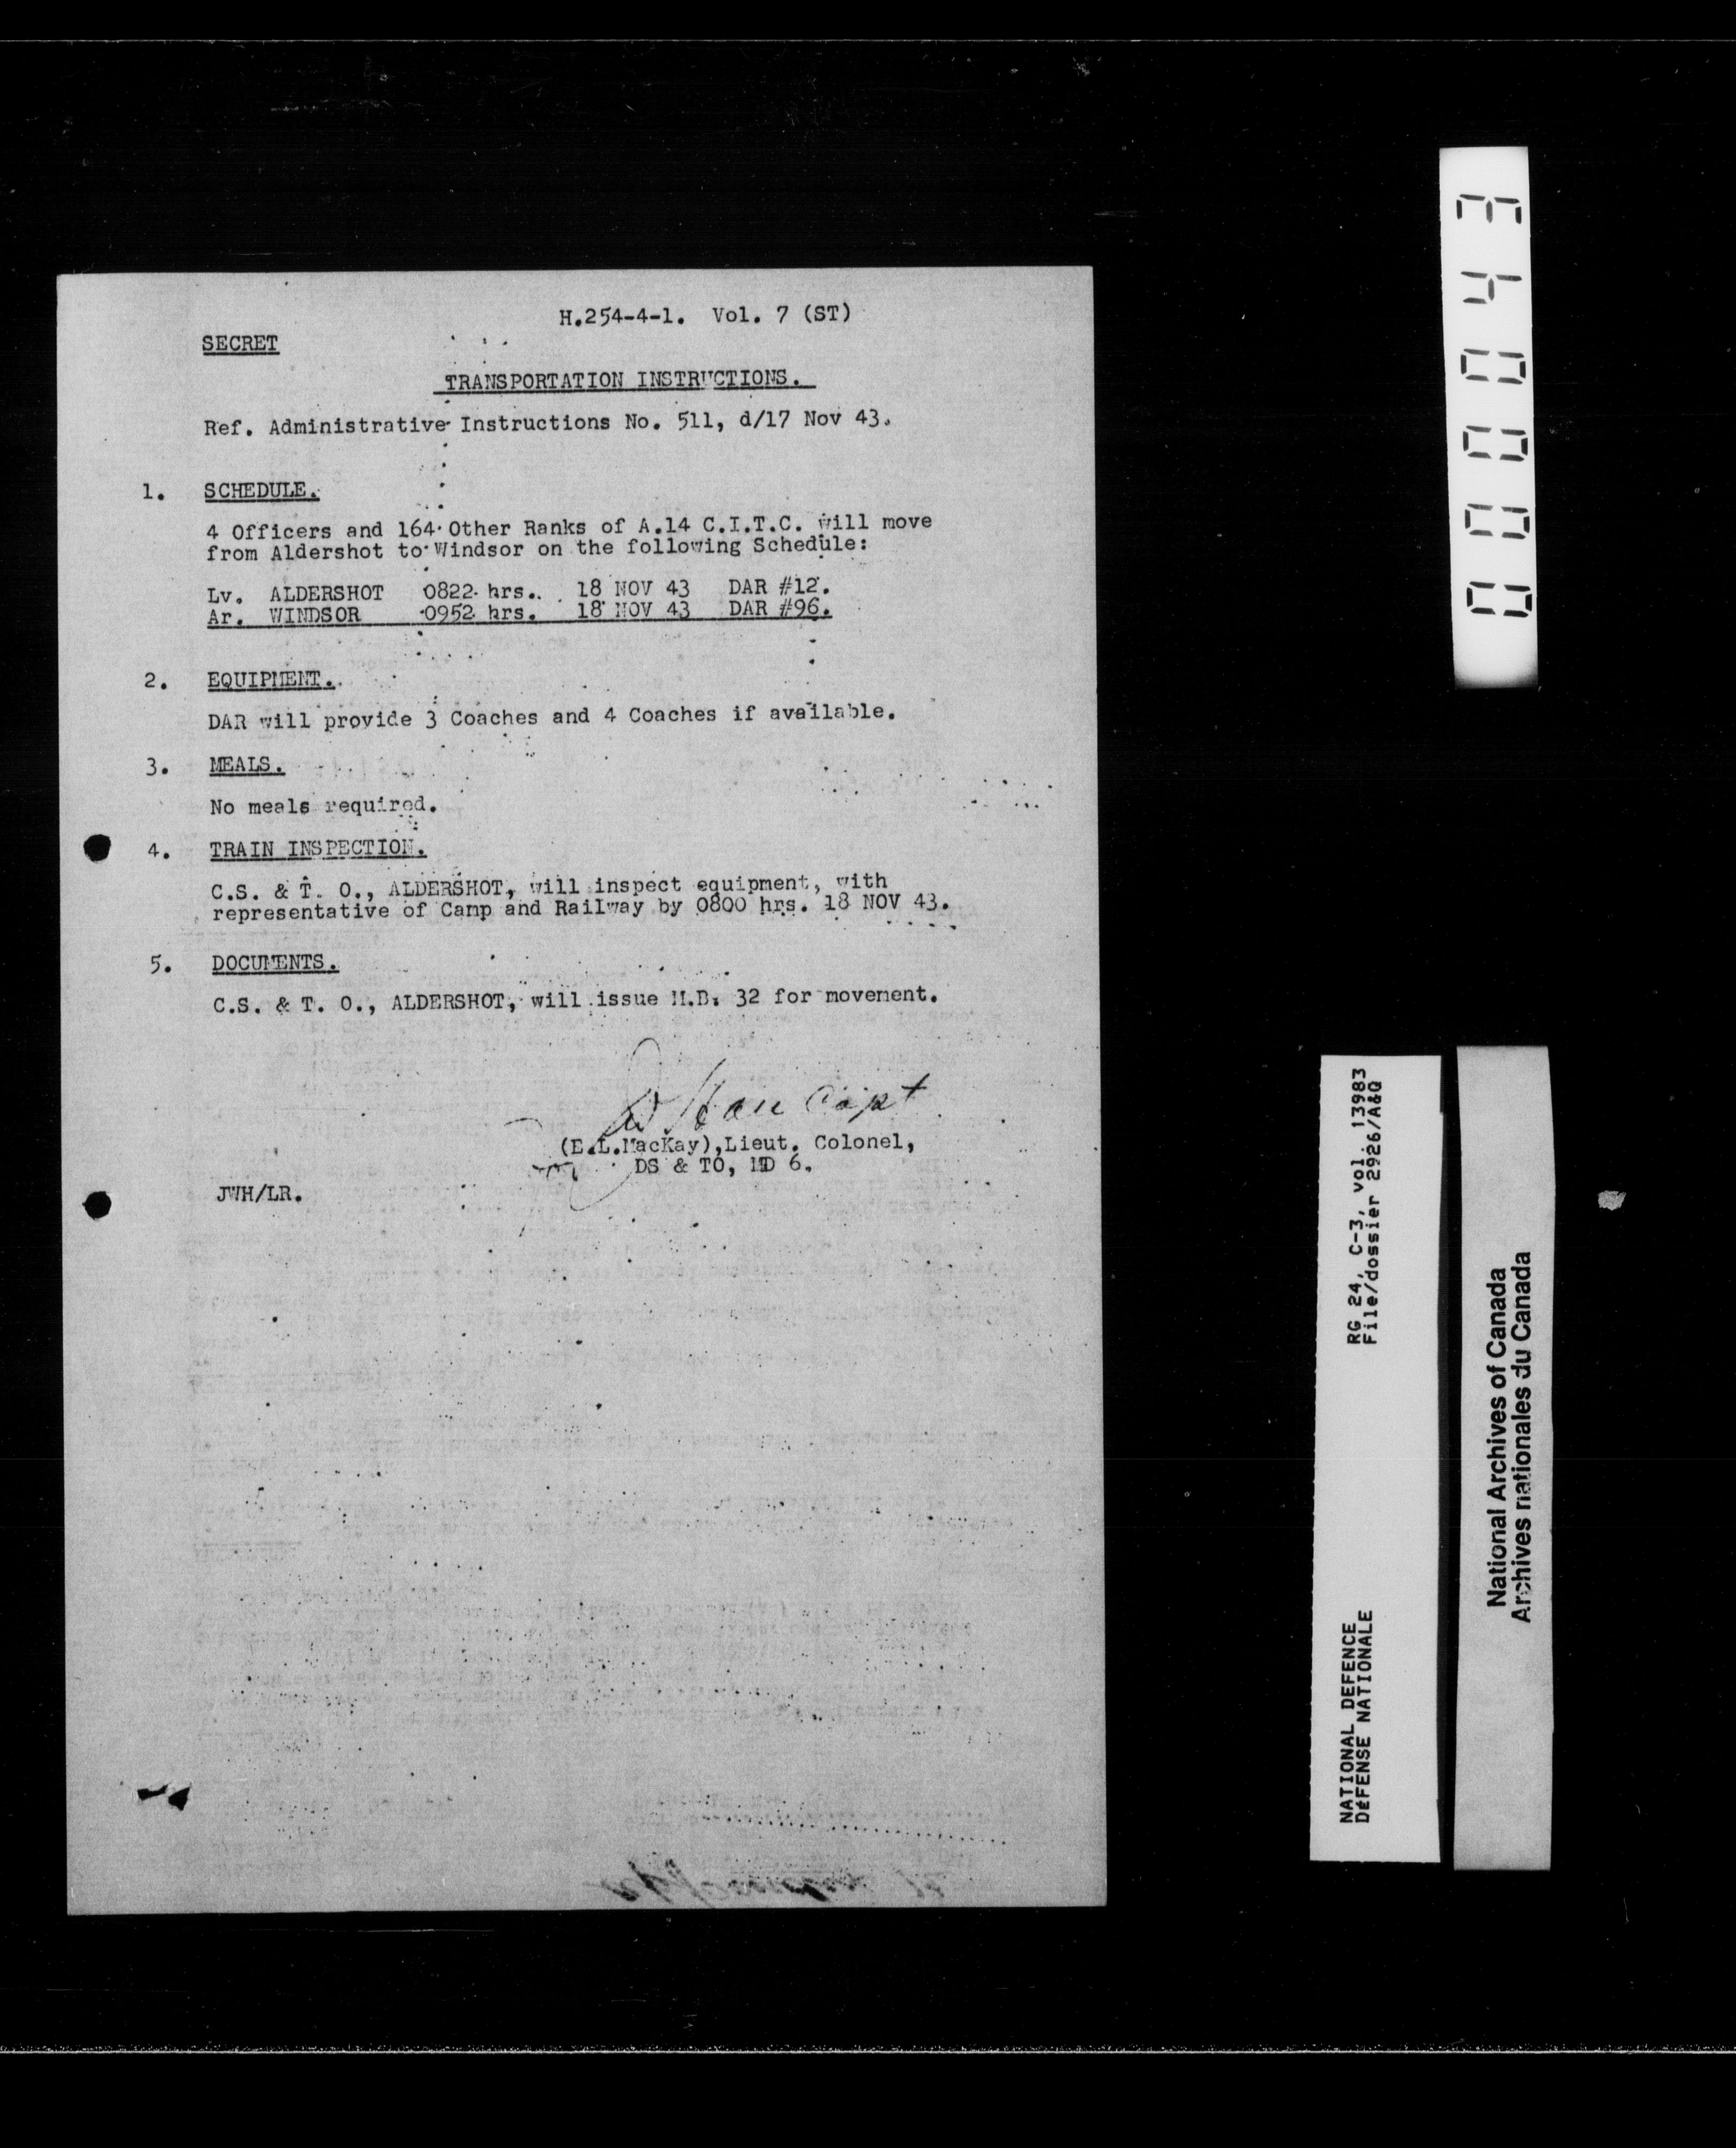 H.254-4-1. Vol. 7 (ST)
SECRET
TRANSPORTATION INSTRUCTIONS.
Ref. Administrative Instructions No. 511, d/17 Nov 43.
1. SCHEDULE.
4 Officers and 164 Other Ranks of A.14 C.I.T.C. will move
from Aldershot to Windsor on the following Schedule:
Lv. ALDERSHOT 0822 hrs. 18 NOV 43 DAR #12.
Ar. WINDSOR 0952 hrs. 18 NOV 43 DAR #96.
2. EQUIPMENT.
DAR will provide 3 Coaches and 4 Coaches if available.
3. MEALS.
No meals required.
4. TRAIN INSPECTION.
C.S. & T. O., ALDERSHOT, will inspect equipment, with
representative of Camp and Railway by 0800 hrs. 18 NOV 43.
5. DOCUMENTS.
C.S. & T. O., ALDERSHOT, will issue M.B. 32 for movement.
Capt
(E.L.MacKay),Lieut. Colonel,
for DS & TO, MD 6.
JWH/LR.
000043
RG 24, C-3, vol. 13983
File/dossier 2926/A&Q
NATIONAL DEFENCE
DÉFENSE NATIONALE
National Archives of Canada
Archives nationales du Canada